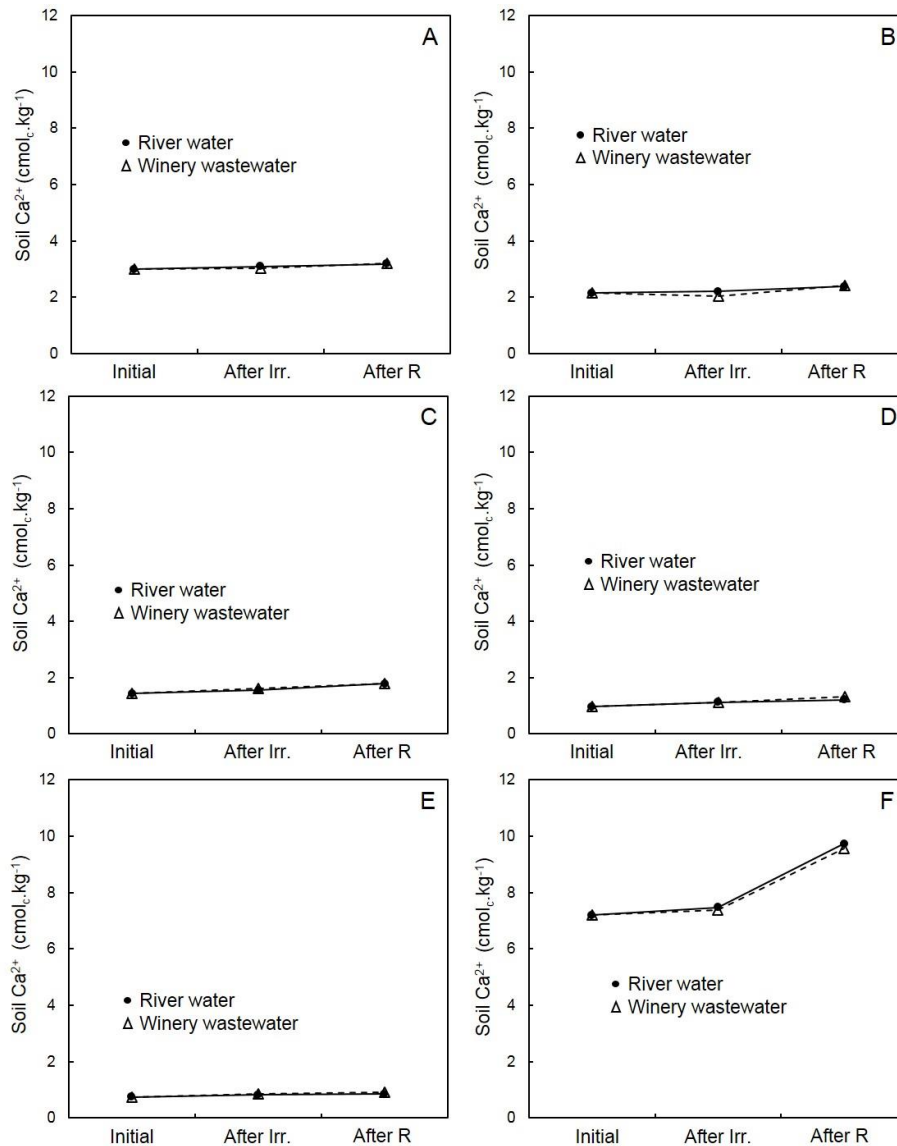 A
Soil Ca²⁺ (cmol_c.kg⁻¹)
12
10
8
6
4
2
0
River water
Winery wastewater
Initial After Irr. After R
B
Soil Ca²⁺ (cmol_c.kg⁻¹)
12
10
8
6
4
2
0
River water
Winery wastewater
Initial After Irr. After R
C
Soil Ca²⁺ (cmol_c.kg⁻¹)
12
10
8
6
4
2
0
River water
Winery wastewater
Initial After Irr. After R
D
Soil Ca²⁺ (cmol_c.kg⁻¹)
12
10
8
6
4
2
0
River water
Winery wastewater
Initial After Irr. After R
E
Soil Ca²⁺ (cmol_c.kg⁻¹)
12
10
8
6
4
2
0
River water
Winery wastewater
Initial After Irr. After R
F
Soil Ca²⁺ (cmol_c.kg⁻¹)
12
10
8
6
4
2
0
River water
Winery wastewater
Initial After Irr. After R